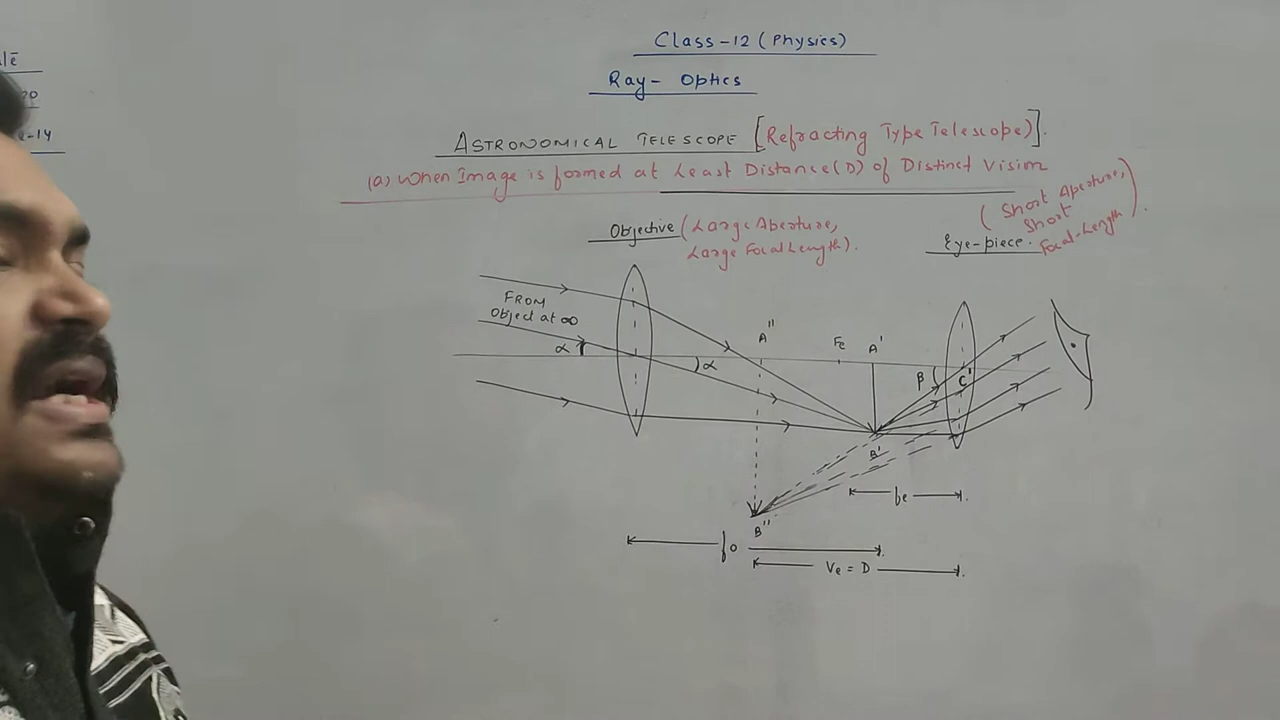 Class-12 (Physics)
Ray- Optics
ASTRONOMICAL TELESCOPE [Refracting Type Telescope)].
(a) When Image is formed at Least Distance(D) of Distinct Vision
Objective (Large Aperture,
Large Focal Length).
Eye-piece.
(Short Aperture,
Short
Focal-Length)
FROM
Object at ∞
α
α
A''
Fe
A'
β
C'
B'
B''
fe
fo
Ve = D
20
e-14